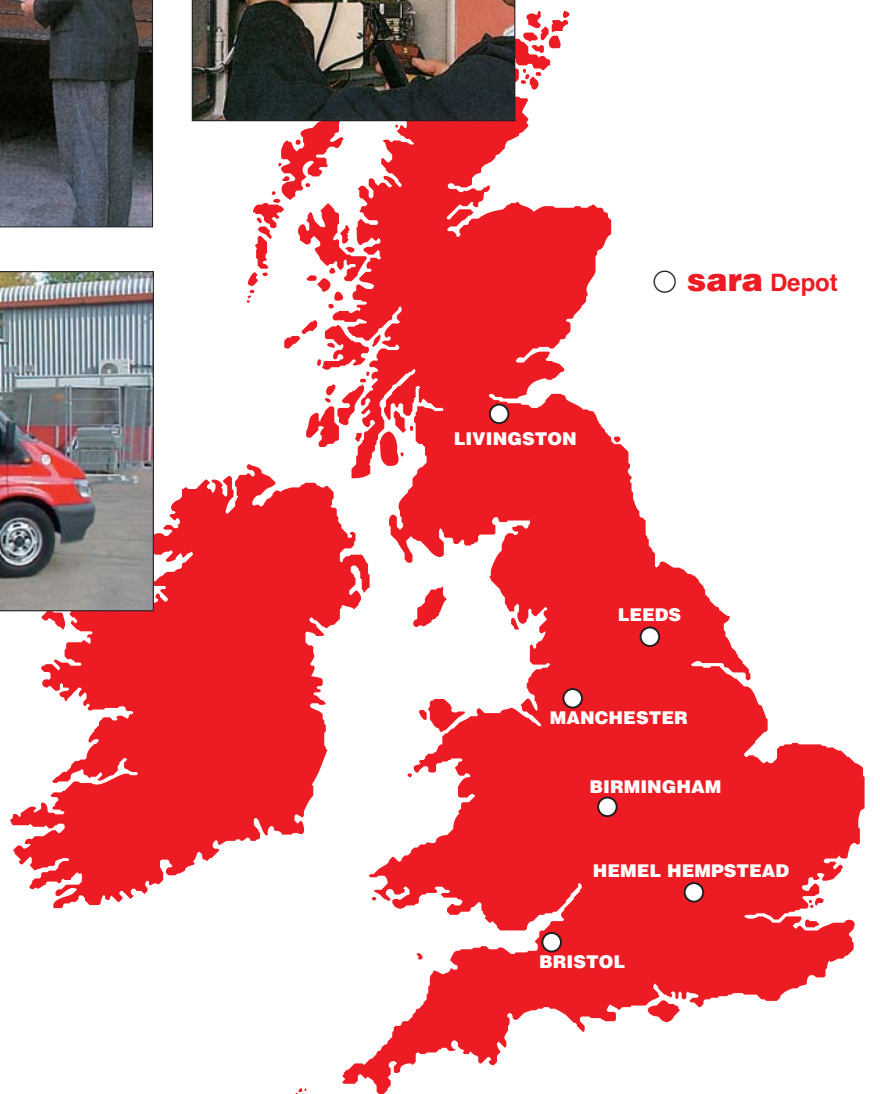 sara Depot
LIVINGSTON
LEEDS
MANCHESTER
BIRMINGHAM
HEMEL HEMPSTEAD
BRISTOL